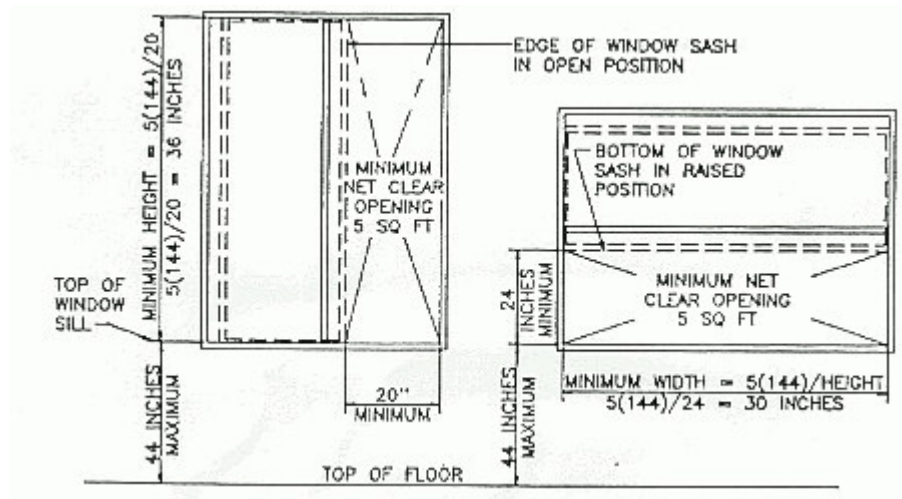 MINIMUM HEIGHT = 5(144)/20
5(144)/20 = 36 INCHES
EDGE OF WINDOW SASH
IN OPEN POSITION
MINIMUM
NET CLEAR
OPENING
5 SQ FT
TOP OF
WINDOW
SILL
44 INCHES
MAXIMUM
20"
MINIMUM
BOTTOM OF WINDOW
SASH IN RAISED
POSITION
24
INCHES
MINIMUM
MINIMUM NET
CLEAR OPENING
5 SQ FT
MINIMUM WIDTH = 5(144)/HEIGHT
5(144)/24 = 30 INCHES
44 INCHES
MAXIMUM
TOP OF FLOOR